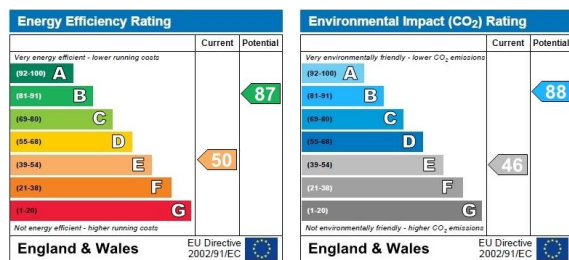 Energy Efficiency Rating
Current Potential
Very energy efficient - lower running costs
(92-100) A
(81-91) B
(69-80) C
(55-68) D
(39-54) E
(21-38) F
(1-20) G
87
50
Not energy efficient - higher running costs
England & Wales
EU Directive
2002/91/EC
Environmental Impact (CO₂) Rating
Current Potential
Very environmentally friendly - lower CO₂ emissions
(92-100) A
(81-91) B
(69-80) C
(55-68) D
(39-54) E
(21-38) F
(1-20) G
88
46
Not environmentally friendly - higher CO₂ emissions
England & Wales
EU Directive
2002/91/EC